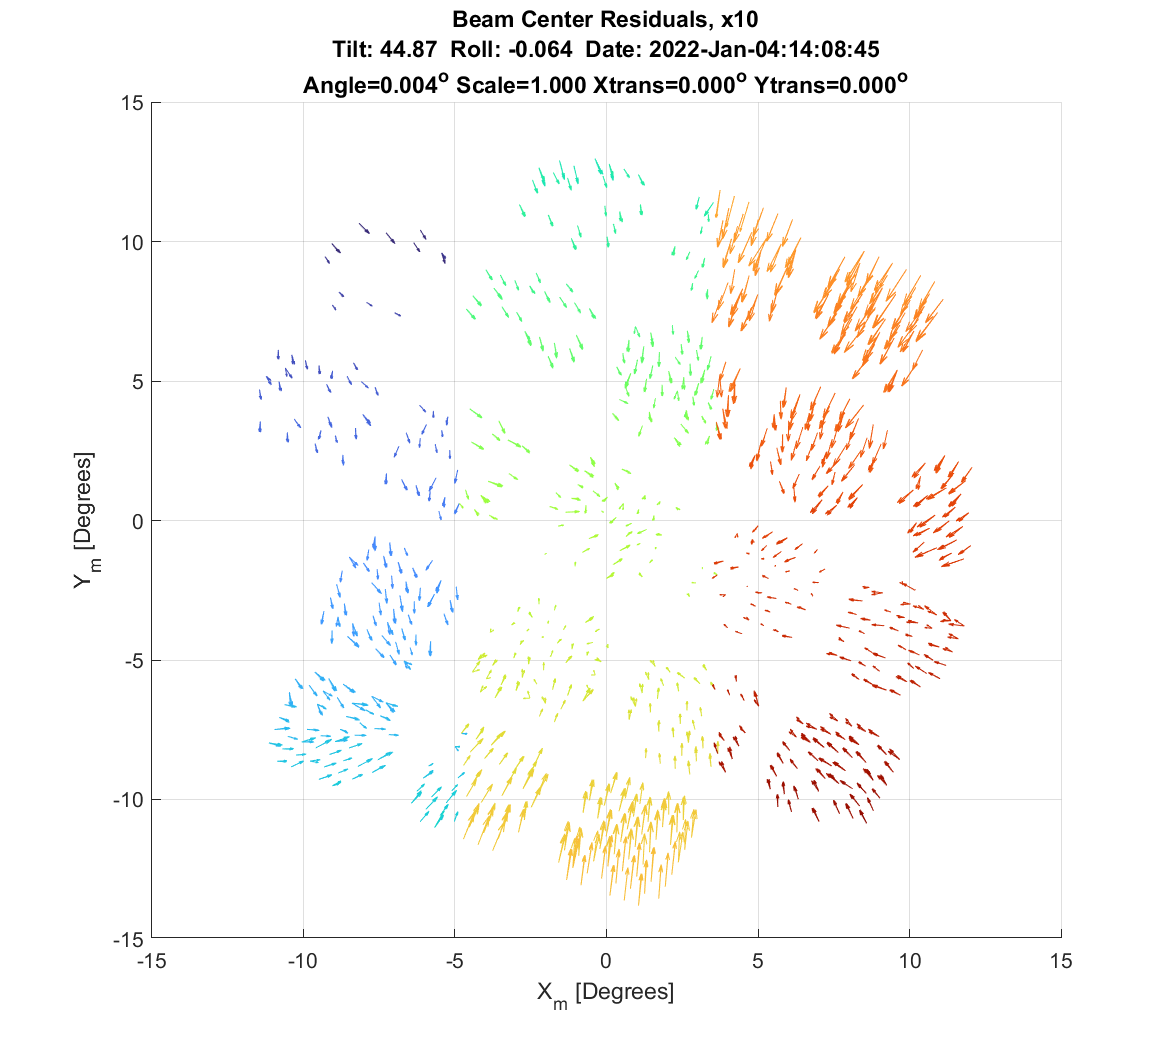 Beam Center Residuals, x10
Tilt: 44.87 Roll: -0.064 Date: 2022-Jan-04:14:08:45
Angle=0.004° Scale=1.000 Xtrans=0.000° Ytrans=0.000°
15
10
5
0
-5
-10
-15
Y_m [Degrees]
-15 -10 -5 0 5 10 15
X_m [Degrees]